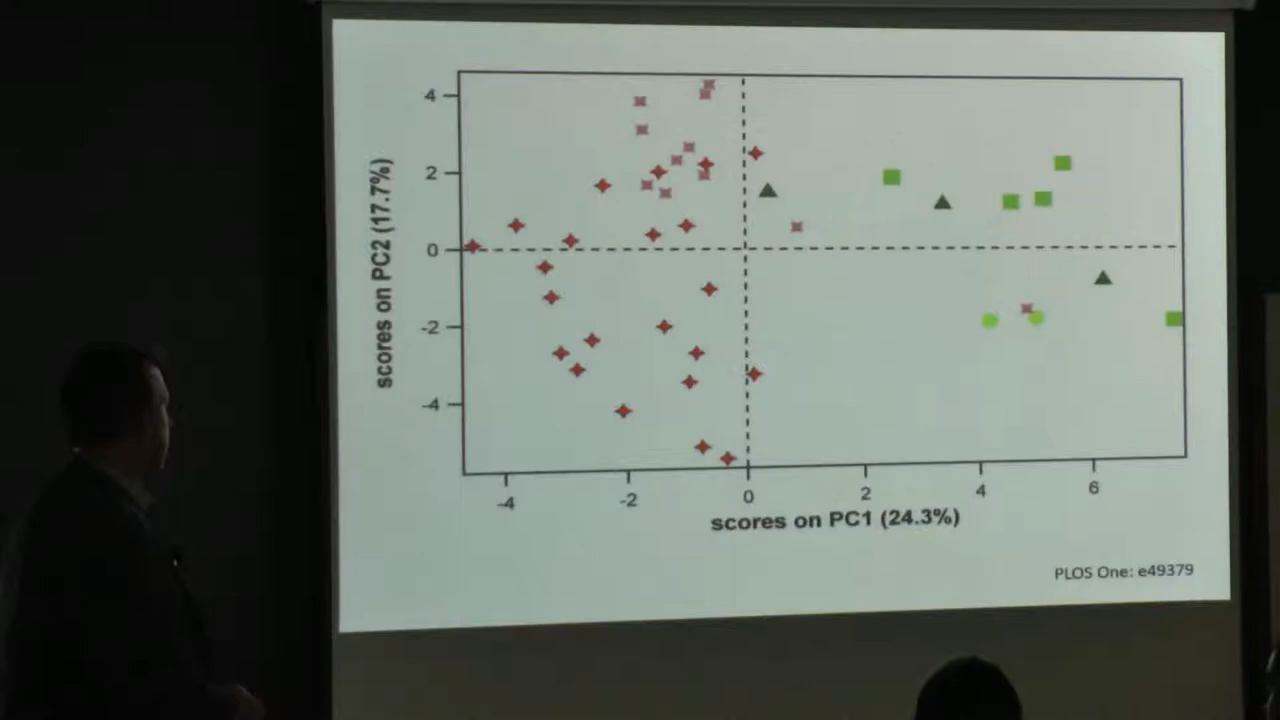 4
2
0
-2
-4
scores on PC2 (17.7%)
-4 -2 0 2 4 6
scores on PC1 (24.3%)
PLOS One: e49379